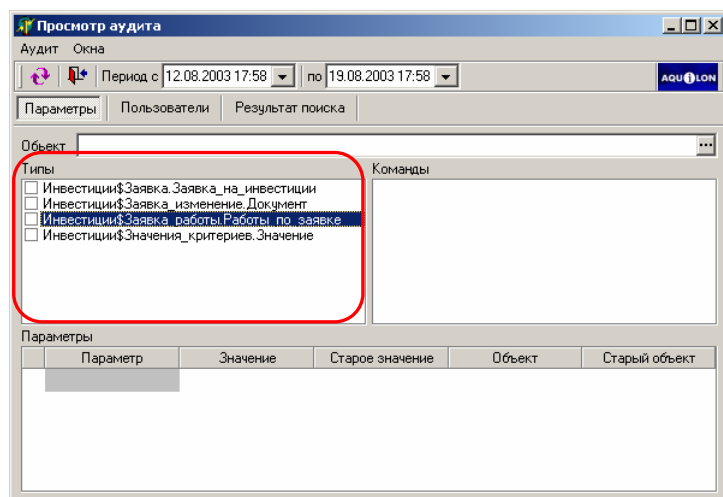 Просмотр аудита
Аудит Окна
Период с 12.08.2003 17:58 по 19.08.2003 17:58 AQUILON
Параметры Пользователи Результат поиска
Объект
Типы Команды
Инвестиции$Заявка.Заявка_на_инвестиции
Инвестиции$Заявка_изменение.Документ
Инвестиции$Заявка_работы.Работы_по_заявке
Инвестиции$Значения_критериев.Значение
Параметры
Параметр Значение Старое значение Объект Старый объект